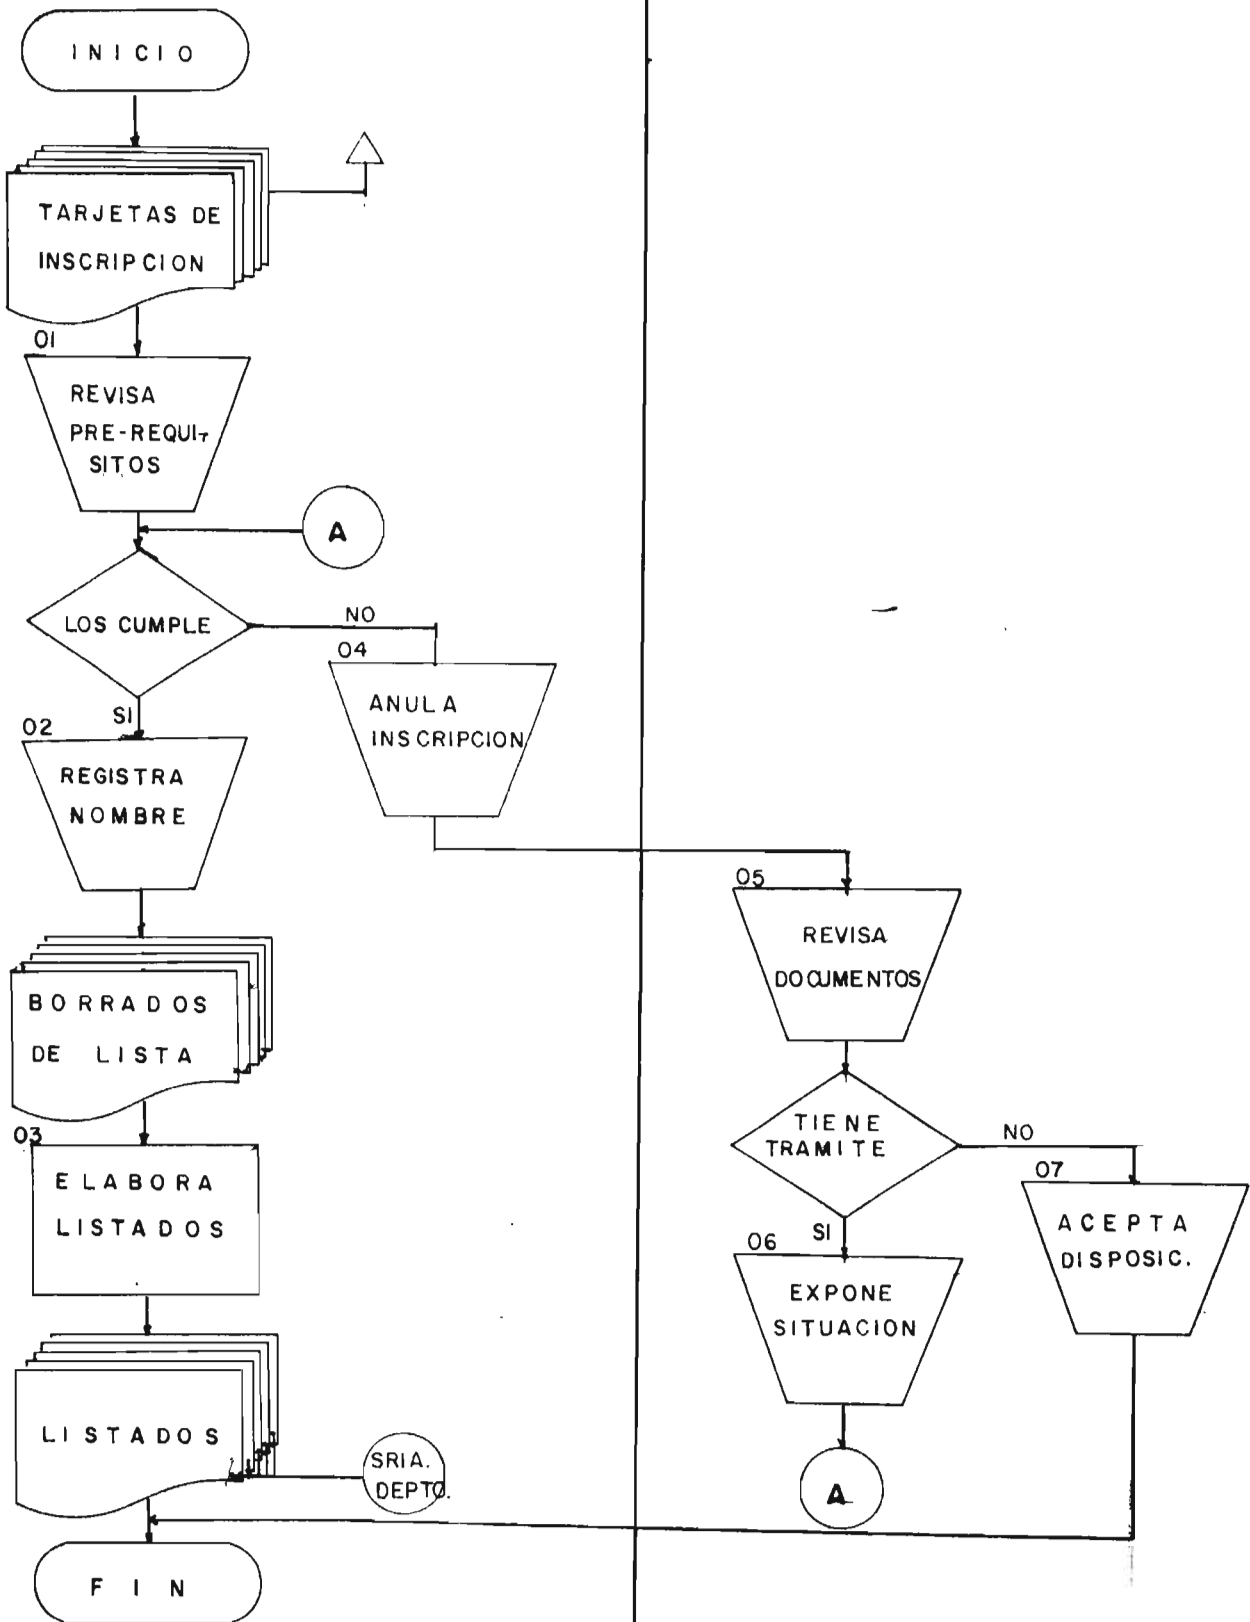 INICIO
TARJETAS DE
INSCRIPCION
01
REVISA
PRE-REQUI-
SITOS
A
LOS CUMPLE
NO
SI
04
ANULA
INSCRIPCION
02
REGISTRA
NOMBRE
BORRADOS
DE LISTA
03
ELABORA
LISTADOS
LISTADOS
SRIA.
DEPTO.
FIN
05
REVISA
DOCUMENTOS
TIENE
TRAMITE
NO
SI
07
ACEPTA
DISPOSIC.
06
EXPONE
SITUACION
A